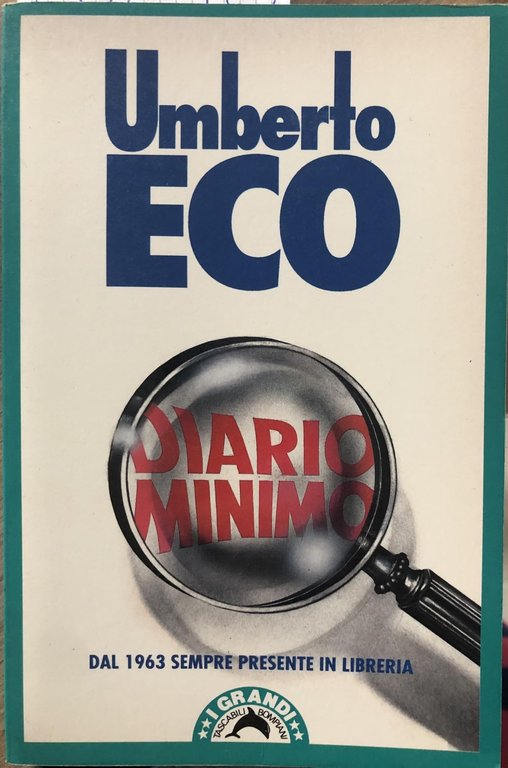 Umberto
ECO
DIARIO
MINIMO
DAL 1963 SEMPRE PRESENTE IN LIBRERIA
I GRANDI
TASCABILI BOMPIANI